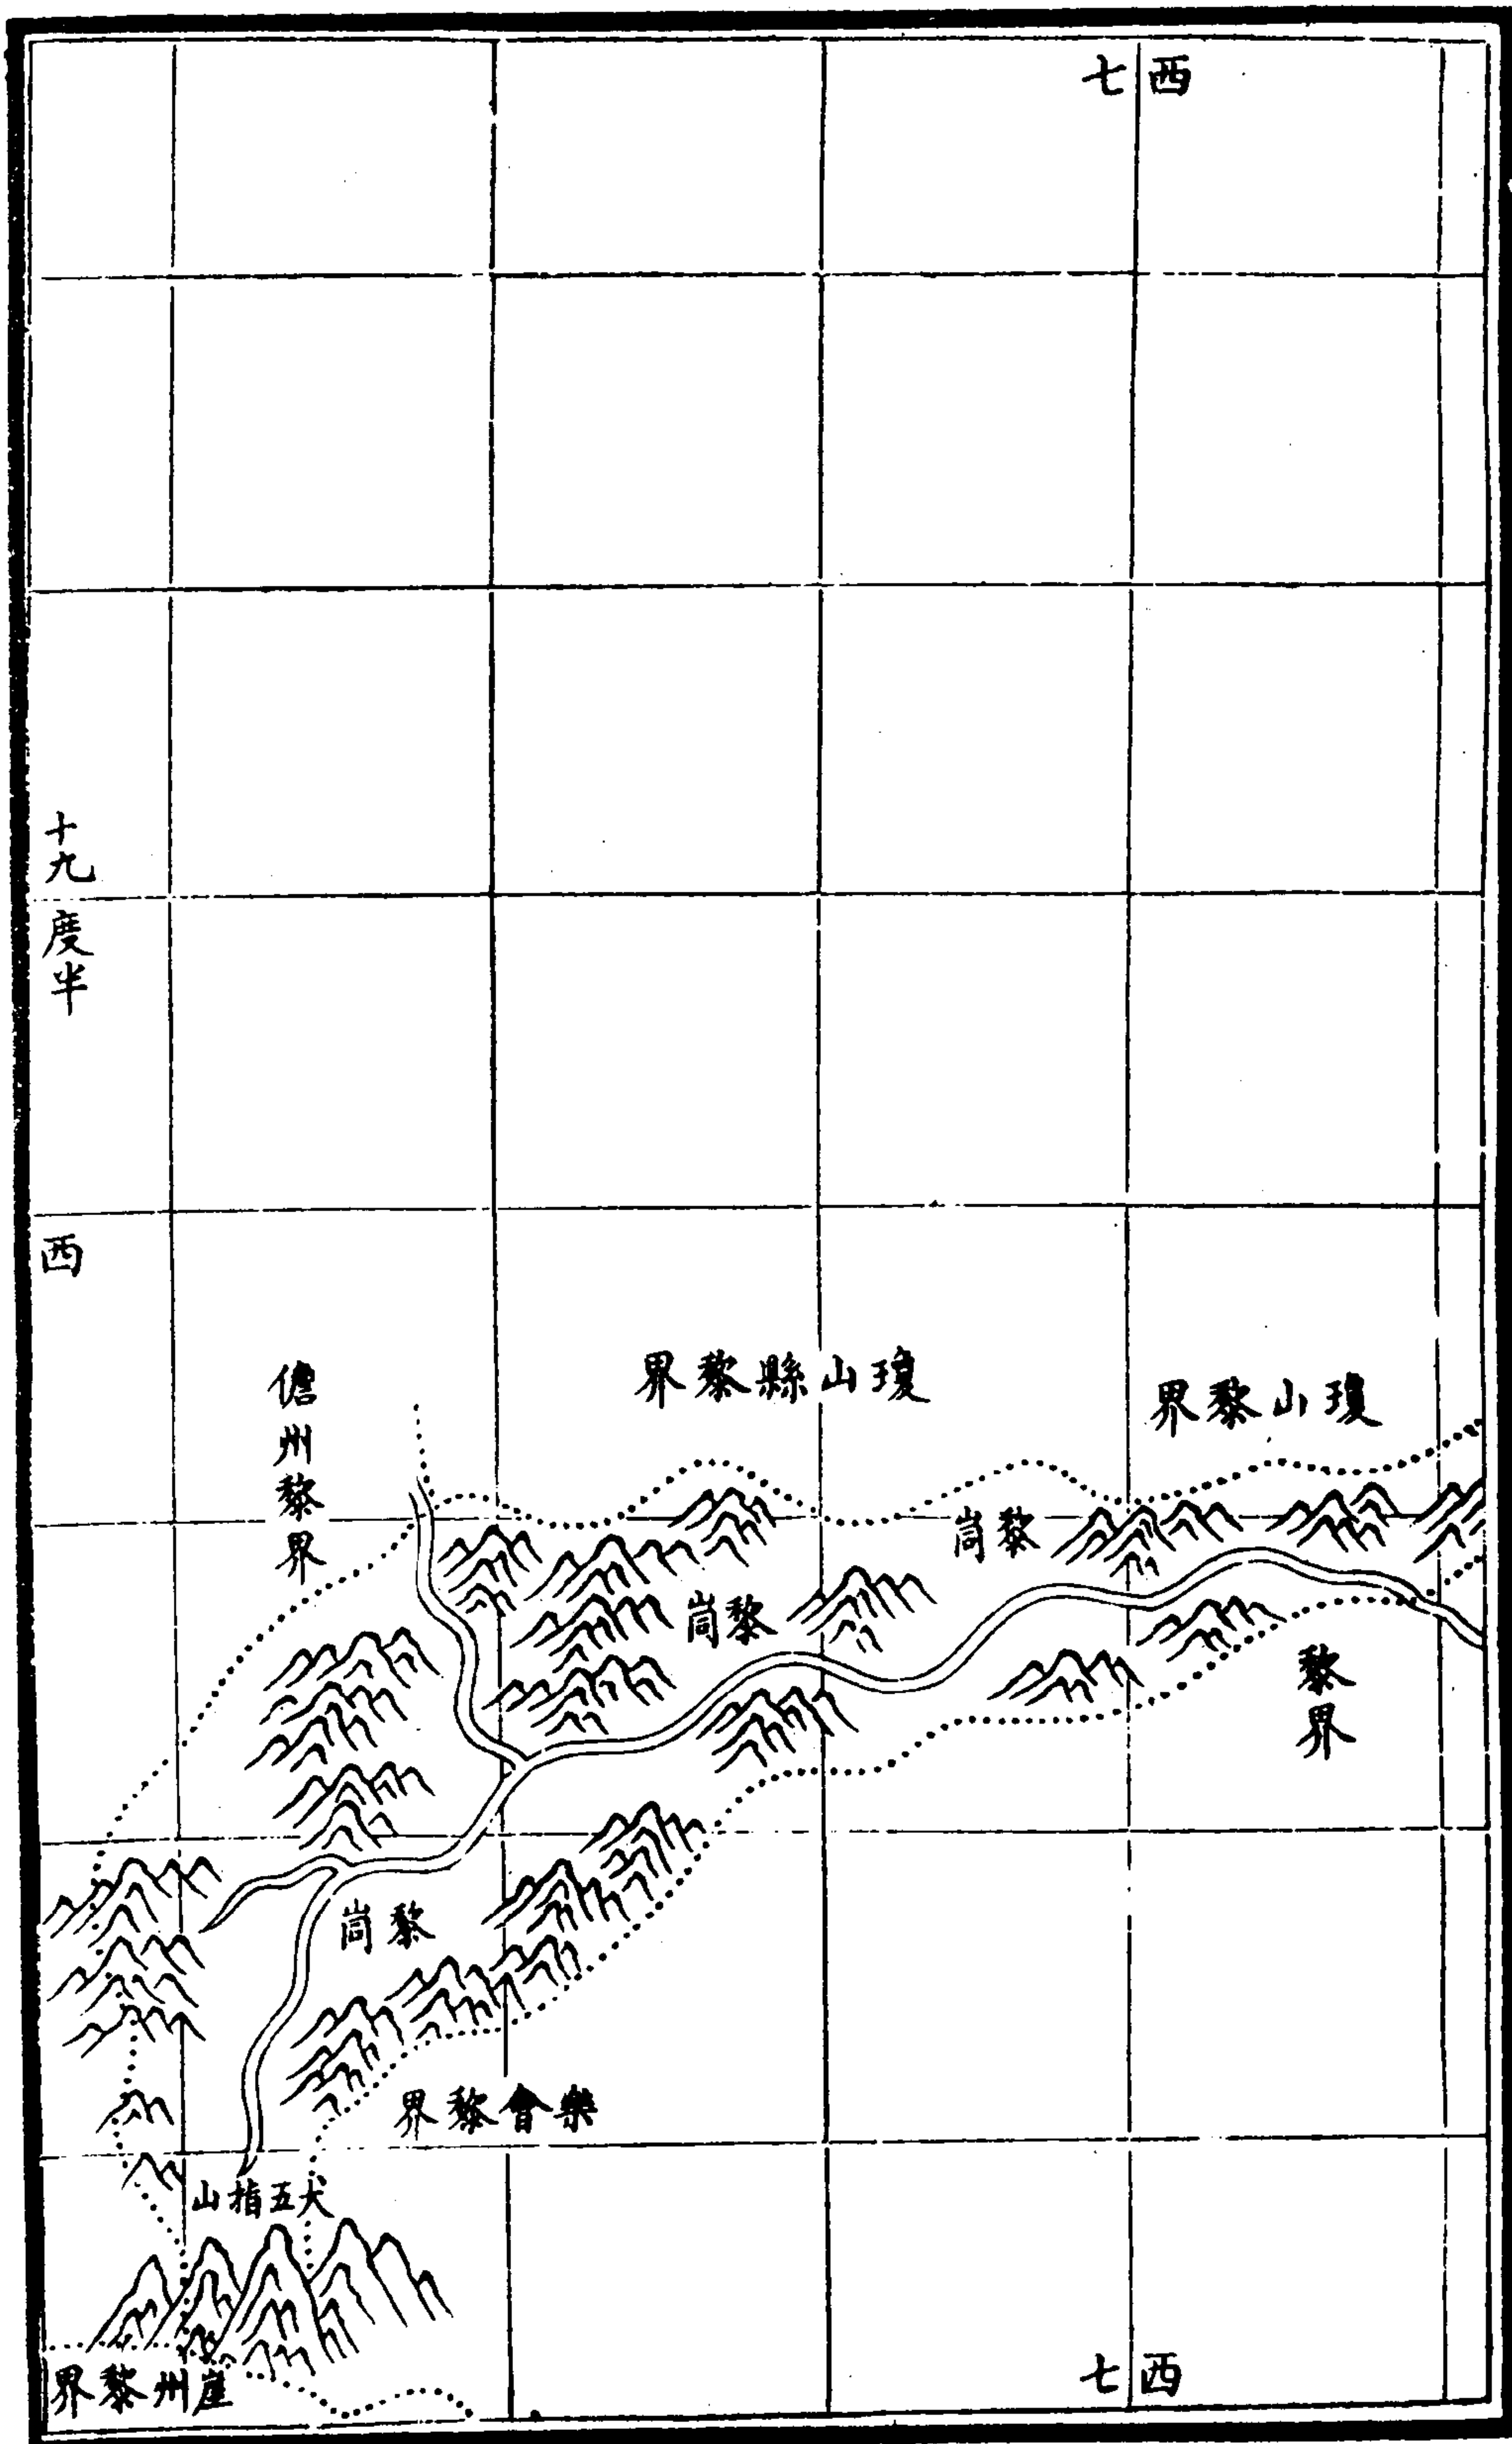 西七
十九度半
西
瓊山黎界
瓊山縣黎界
儋州黎界
黎峝
黎峝
黎界
黎峝
樂會黎界
大五指山
崖州黎界
西七